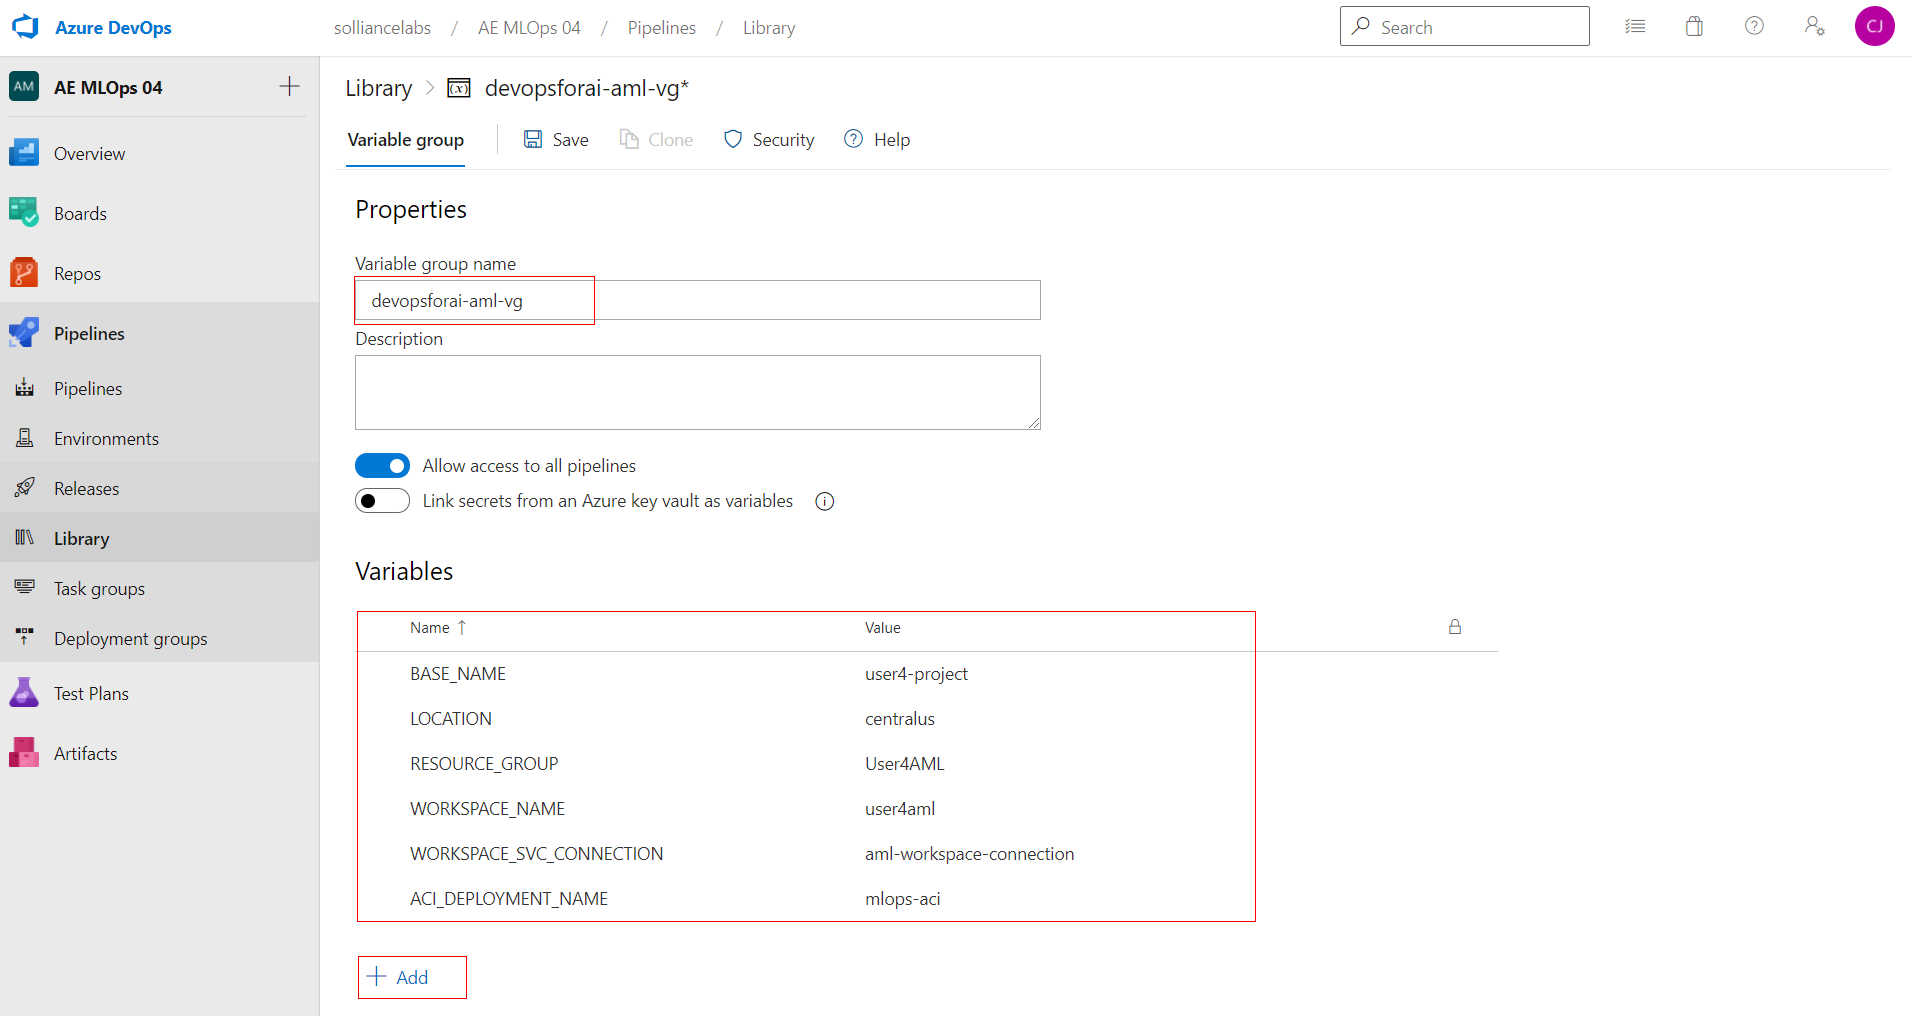 Azure DevOps
solliancelabs / AE MLOps 04 / Pipelines / Library
Search
CJ
AM AE MLOps 04
Overview
Boards
Repos
Pipelines
Pipelines
Environments
Releases
Library
Task groups
Deployment groups
Test Plans
Artifacts
Library > (x) devopsforai-aml-vg*
Variable group Save Clone Security Help
Properties
Variable group name
devopsforai-aml-vg
Description
Allow access to all pipelines
Link secrets from an Azure key vault as variables
Variables
Name ↑ Value
BASE_NAME user4-project
LOCATION centralus
RESOURCE_GROUP User4AML
WORKSPACE_NAME user4aml
WORKSPACE_SVC_CONNECTION aml-workspace-connection
ACI_DEPLOYMENT_NAME mlops-aci
+ Add